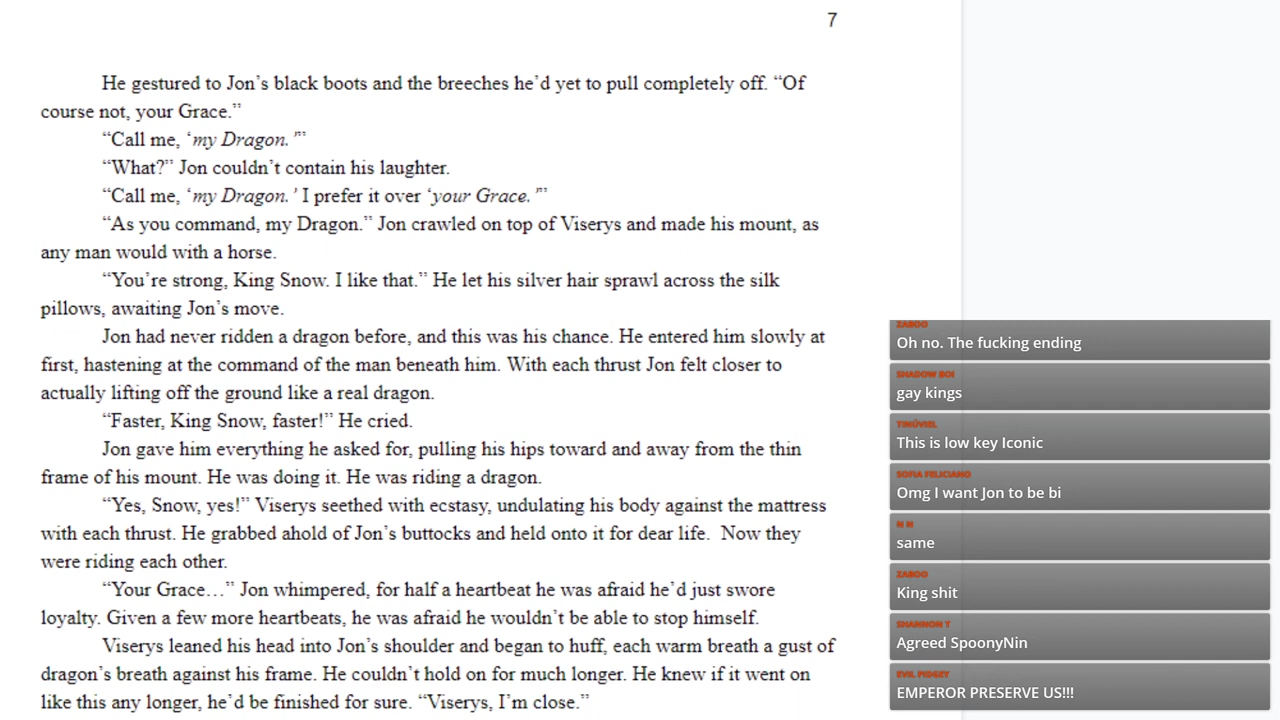 7
He gestured to Jon's black boots and the breeches he'd yet to pull completely off. “Of
course not, your Grace.”
“Call me, ‘my Dragon.’”
“What?” Jon couldn't contain his laughter.
“Call me, ‘my Dragon.’ I prefer it over ‘your Grace.’”
“As you command, my Dragon.” Jon crawled on top of Viserys and made his mount, as
any man would with a horse.
“You're strong, King Snow. I like that.” He let his silver hair sprawl across the silk
pillows, awaiting Jon's move.
Jon had never ridden a dragon before, and this was his chance. He entered him slowly at
first, hastening at the command of the man beneath him. With each thrust Jon felt closer to
actually lifting off the ground like a real dragon.
“Faster, King Snow, faster!” He cried.
Jon gave him everything he asked for, pulling his hips toward and away from the thin
frame of his mount. He was doing it. He was riding a dragon.
“Yes, Snow, yes!” Viserys seethed with ecstasy, undulating his body against the mattress
with each thrust. He grabbed ahold of Jon's buttocks and held onto it for dear life.  Now they
were riding each other.
“Your Grace…” Jon whimpered, for half a heartbeat he was afraid he'd just swore
loyalty. Given a few more heartbeats, he was afraid he wouldn't be able to stop himself.
Viserys leaned his head into Jon's shoulder and began to huff, each warm breath a gust of
dragon's breath against his frame. He couldn't hold on for much longer. He knew if it went on
like this any longer, he'd be finished for sure. “Viserys, I'm close.”
ZABOO
Oh no. The fucking ending
SHADOW BOI
gay kings
TINÚVIEL
This is low key Iconic
SOFIA FELICIANO
Omg I want Jon to be bi
N N
same
ZABOO
King shit
SHANNON T
Agreed SpoonyNin
EVIL PIDGEY
EMPEROR PRESERVE US!!!